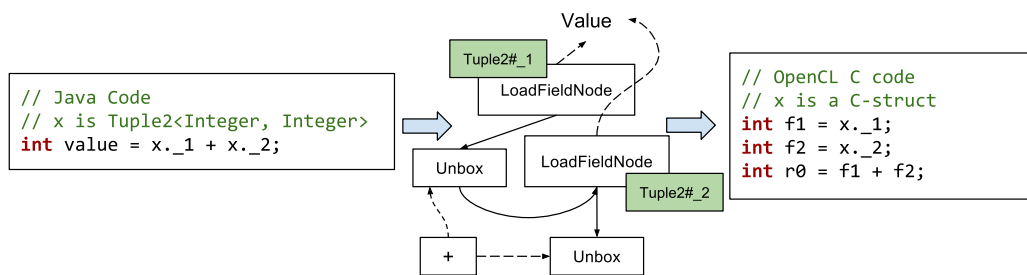 // Java Code
// x is Tuple2<Integer, Integer>
int value = x._1 + x._2;
Value
Tuple2#_1
LoadFieldNode
Unbox
LoadFieldNode
Tuple2#_2
+
Unbox
// OpenCL C code
// x is a C-struct
int f1 = x._1;
int f2 = x._2;
int r0 = f1 + f2;